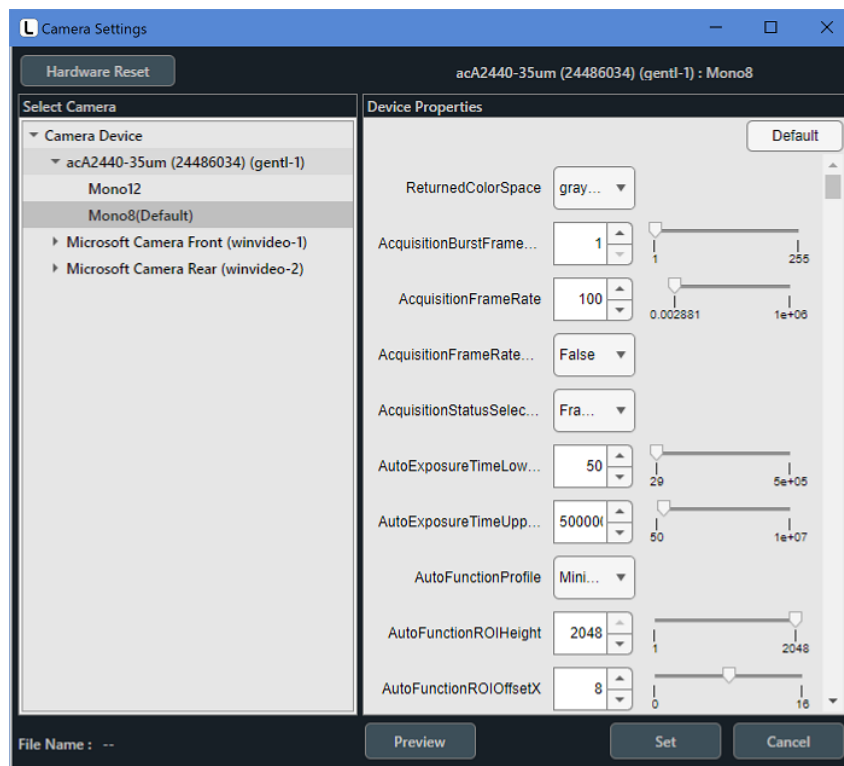 L Camera Settings
Hardware Reset
acA2440-35um (24486034) (gentl-1) : Mono8
Select Camera
Device Properties
Camera Device
acA2440-35um (24486034) (gentl-1)
Mono12
Mono8(Default)
Microsoft Camera Front (winvideo-1)
Microsoft Camera Rear (winvideo-2)
Default
ReturnedColorSpace gray...
AcquisitionBurstFrame... 1
1 255
AcquisitionFrameRate 100
0.002881 1e+06
AcquisitionFrameRate... False
AcquisitionStatusSelec... Fra...
AutoExposureTimeLow... 50
29 5e+05
AutoExposureTimeUpp... 50000
50 1e+07
AutoFunctionProfile Mini...
AutoFunctionROIHeight 2048
1 2048
AutoFunctionROIOffsetX 8
0 16
File Name : --
Preview
Set
Cancel